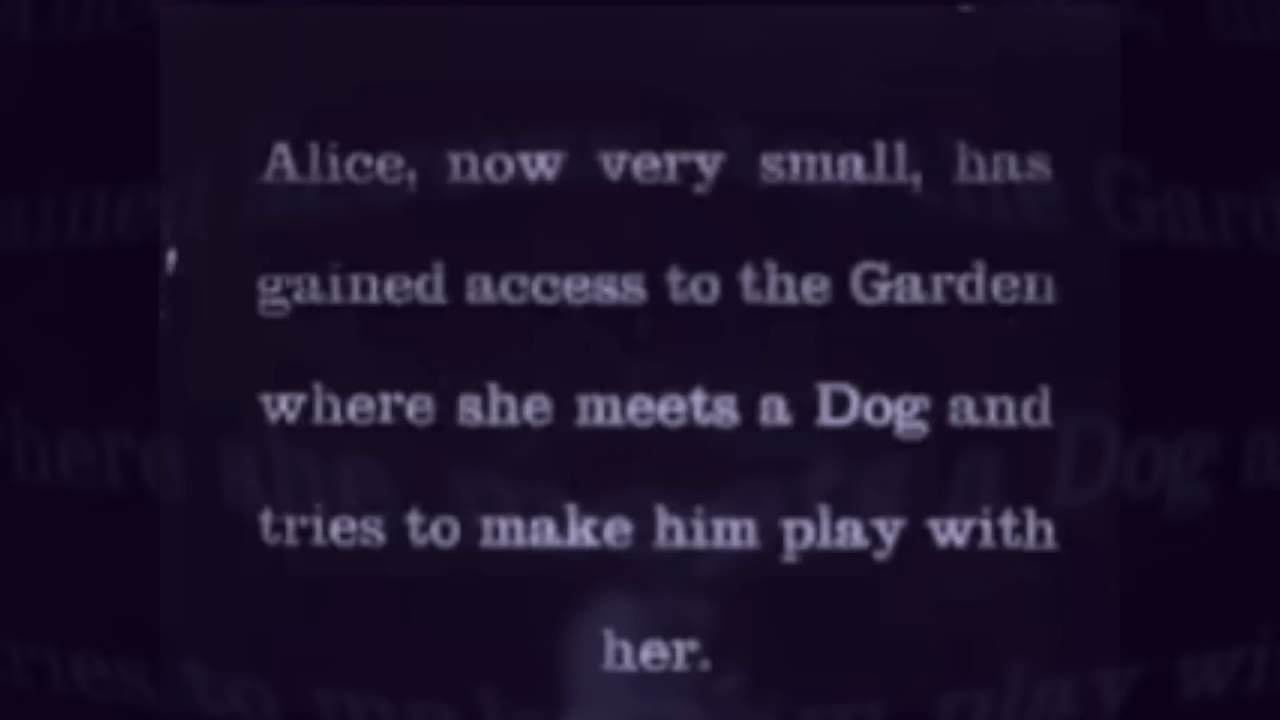 Alice, now very small, has
gained access to the Garden
where she meets a Dog and
tries to make him play with
her.